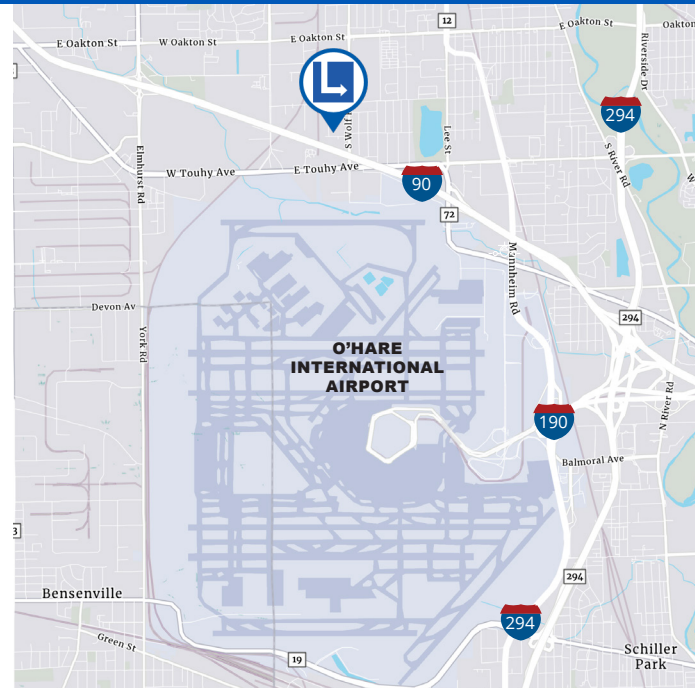 12
E Oakton St
W Oakton St
E Oakton St
E Oakton St
Oakton
Riverside Dr
L
294
S Wolf
Lee St
Elmhurst Rd
W Touhy Ave
E Touhy Ave
S River Rd
W
90
72
Mannheim Rd
Devon Av
York Rd
294
O'HARE
INTERNATIONAL
AIRPORT
190
N River Rd
Balmoral Ave
3
294
Bensenville
294
Green St
19
Schiller
Park